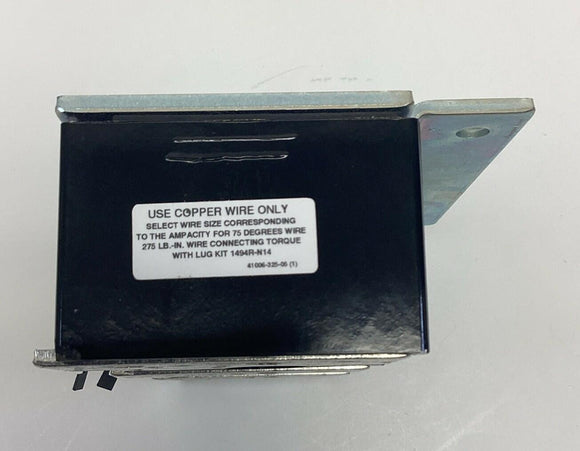 USE COPPER WIRE ONLY
SELECT WIRE SIZE CORRESPONDING
TO THE AMPACITY FOR 75 DEGREES WIRE
275 LB.-IN. WIRE CONNECTING TORQUE
WITH LUG KIT 1494R-N14
41006-325-06 (1)